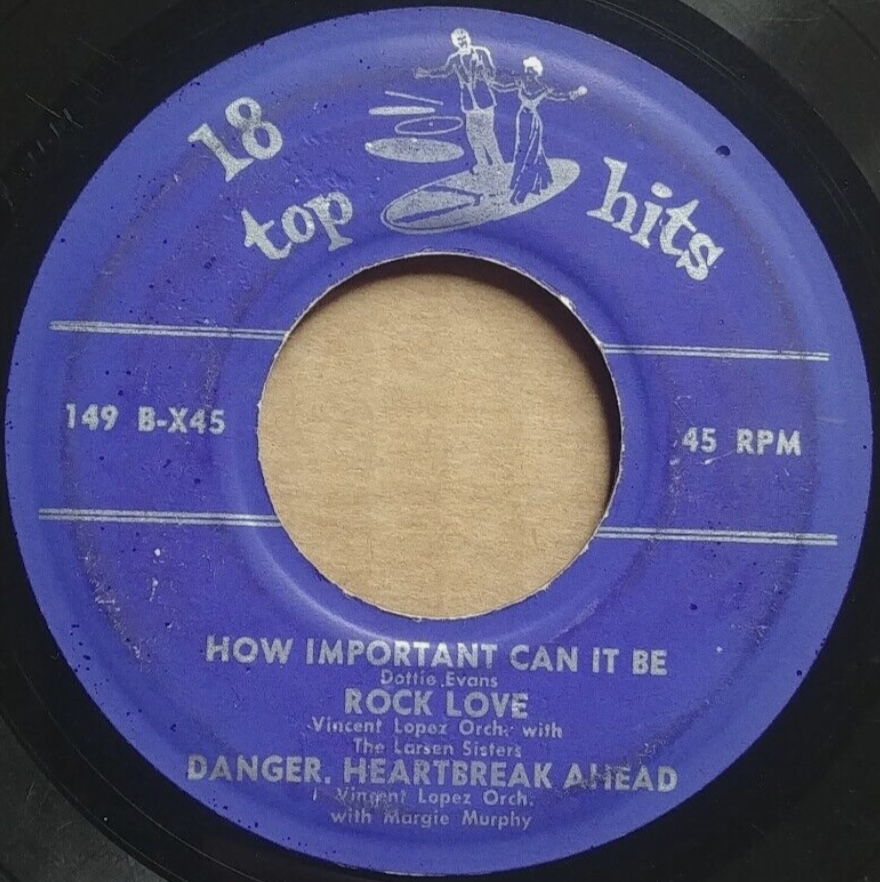 18
top hits
149 B-X45
45 RPM
HOW IMPORTANT CAN IT BE
Dottie Evans
ROCK LOVE
Vincent Lopez Orch. with
The Larsen Sisters
DANGER. HEARTBREAK AHEAD
Vincent Lopez Orch.
with Margie Murphy